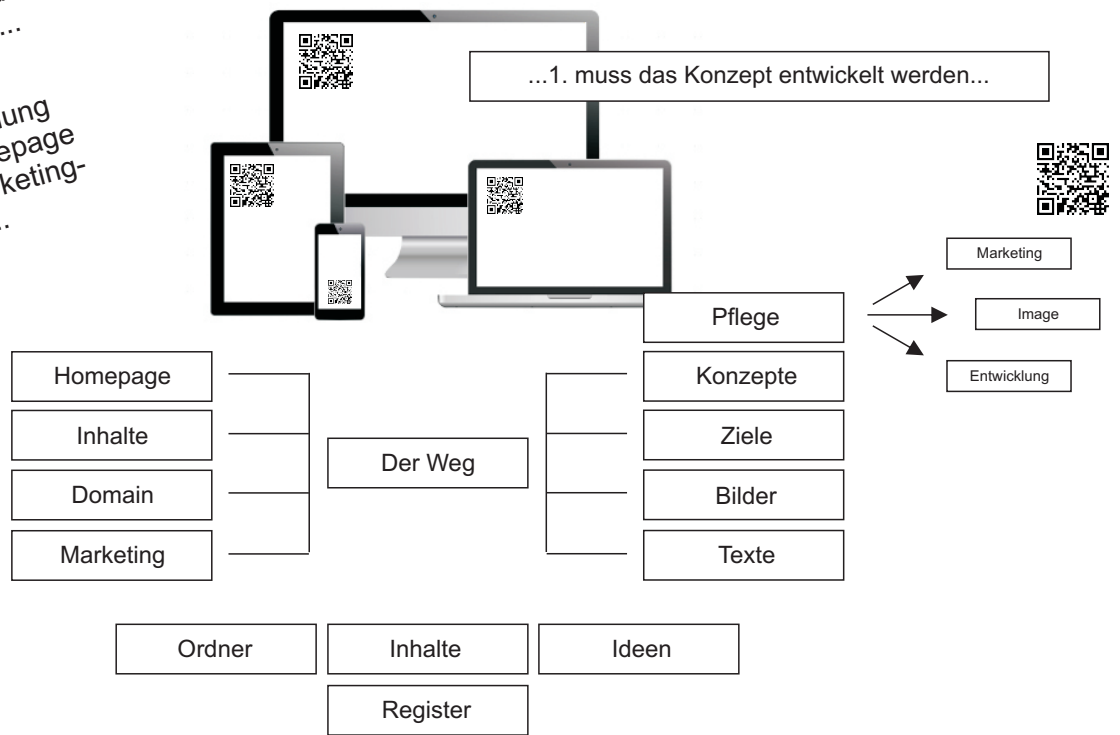 ...
...1. muss das Konzept entwickelt werden...
Marketing
Pflege
Image
Entwicklung
Homepage
Konzepte
Inhalte
Ziele
Der Weg
Domain
Bilder
Marketing
Texte
Ordner
Inhalte
Ideen
Register